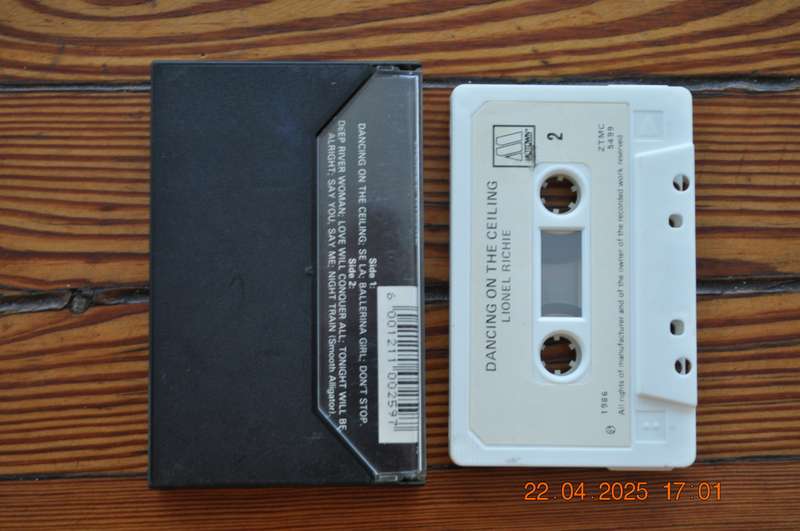 Side 1:
DANCING ON THE CEILING; SE LA; BALLERINA GIRL; DON'T STOP.
Side 2:
DEEP RIVER WOMAN; LOVE WILL CONQUER ALL; TONIGHT WILL BE
ALRIGHT; SAY YOU, SAY ME; NIGHT TRAIN (Smooth Alligator).
6 001211 002597
MOTOWN
2
ZTMC
5499
DANCING ON THE CEILING
LIONEL RICHIE
℗ 1986
All rights of manufacturer and of the owner of the recorded work reserved
22.04.2025 17:01